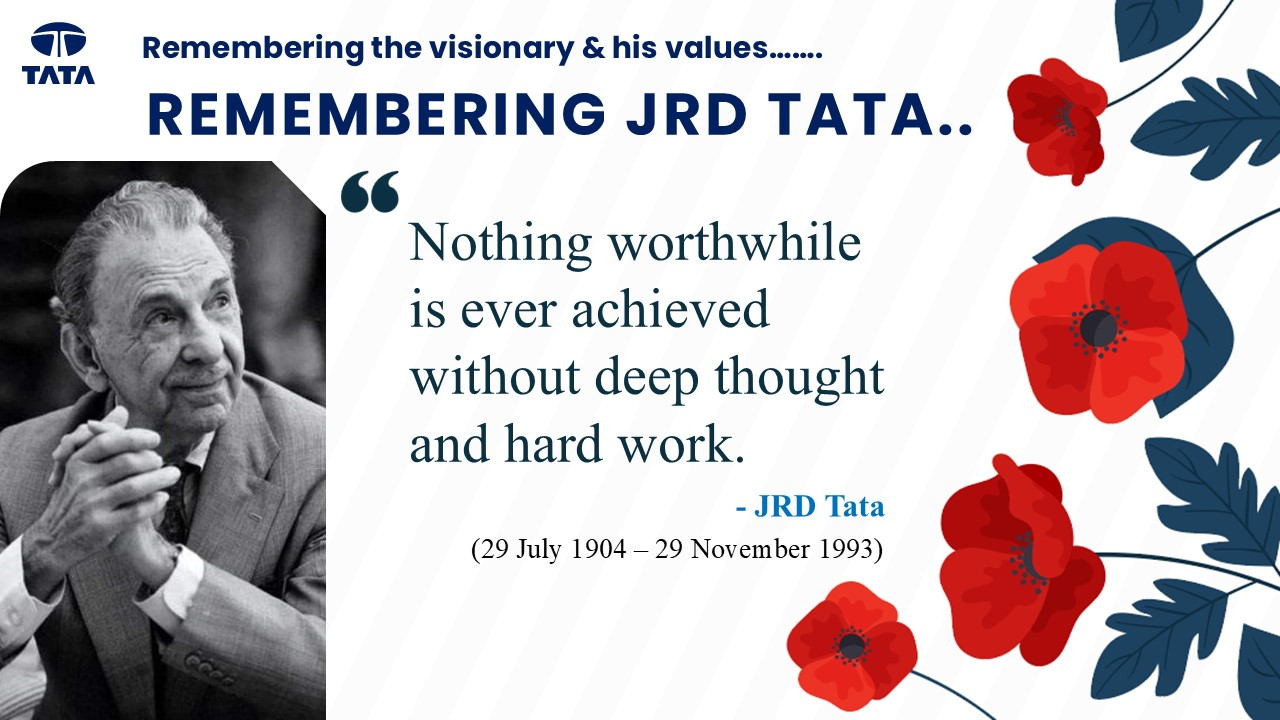 TATA
Remembering the visionary & his values.......
REMEMBERING JRD TATA..
“
Nothing worthwhile
is ever achieved
without deep thought
and hard work.
- JRD Tata
(29 July 1904 – 29 November 1993)